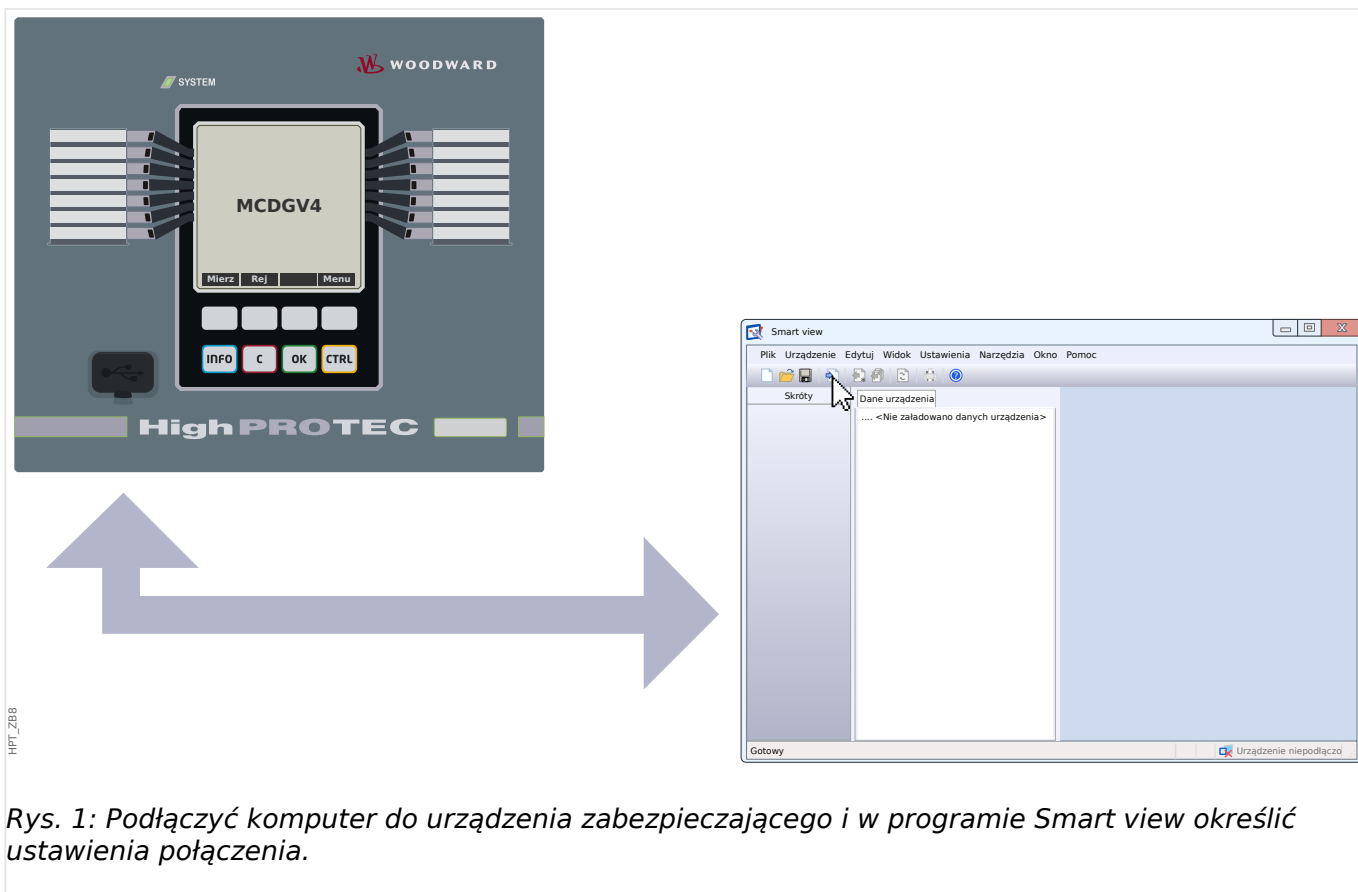 WOODWARD
SYSTEM
MCDGV4
Mierz Rej Menu
INFO C OK CTRL
HighPROTEC
Smart view
Plik Urządzenie Edytuj Widok Ustawienia Narzędzia Okno Pomoc
Skróty
Dane urządzenia
.... <Nie załadowano danych urządzenia>
Gotowy
Urządzenie niepodłączo
HPT_ZB8
Rys. 1: Podłączyć komputer do urządzenia zabezpieczającego i w programie Smart view określić
ustawienia połączenia.